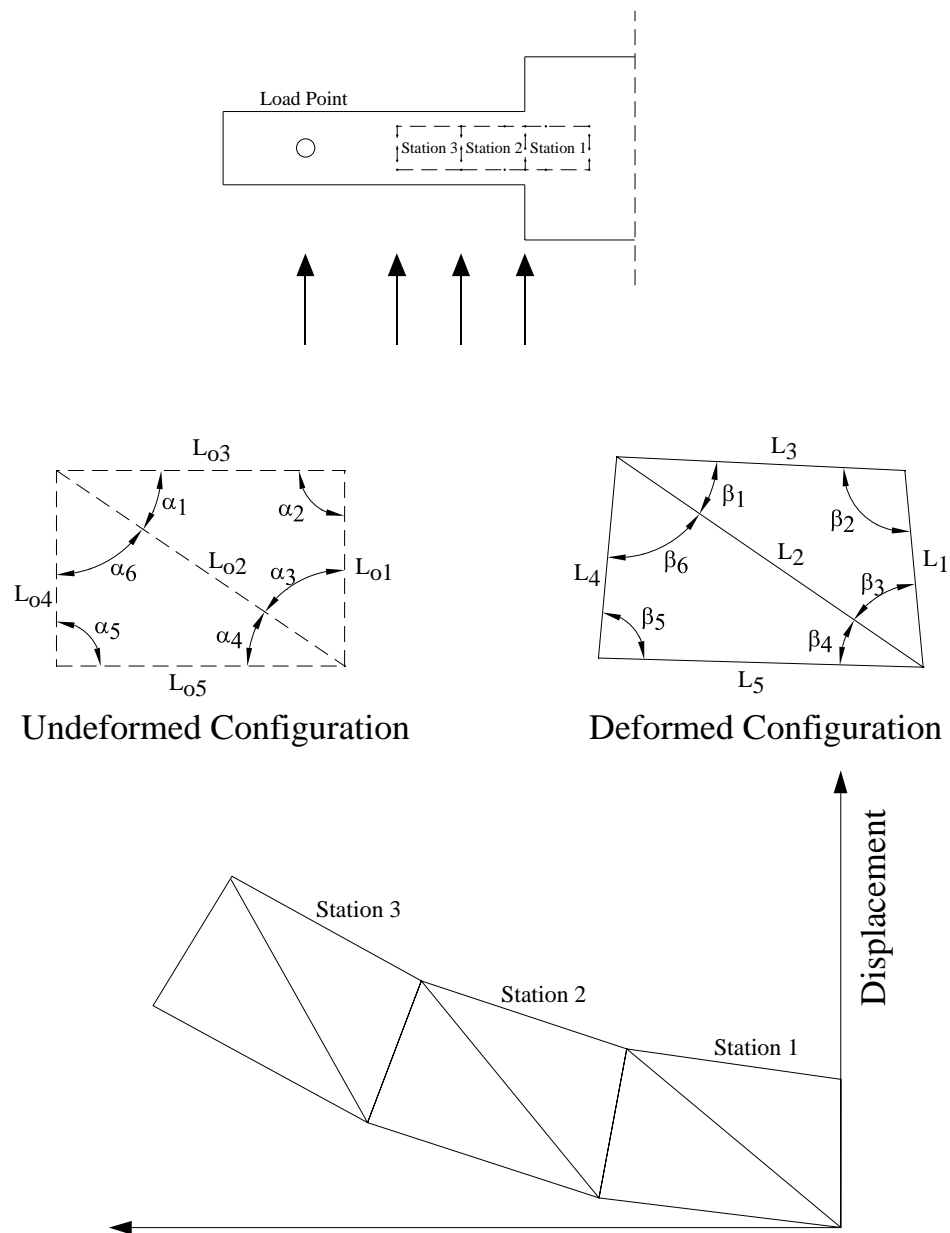 Load Point
Station 3 Station 2 Station 1
Lo3
α1
α2
α6
Lo2
α3
Lo1
Lo4
α5
α4
Lo5
Undeformed Configuration
L3
β1
β2
L2
L1
L4
β6
β3
β5
β4
L5
Deformed Configuration
Displacement
Station 3
Station 2
Station 1